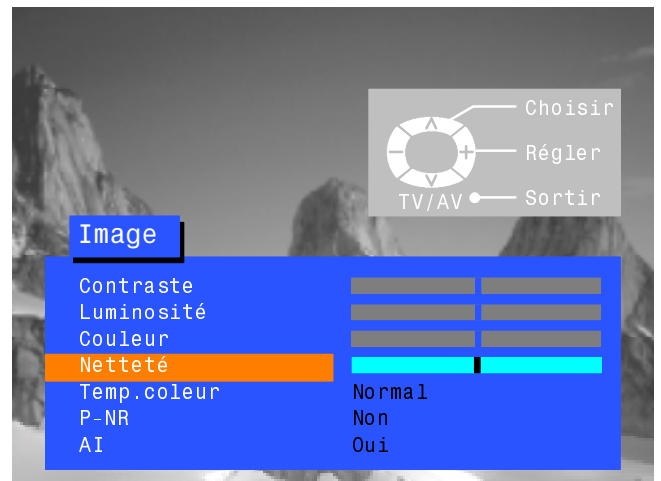 Choisir
Régler
TV/AV Sortir
Image
Contraste
Luminosité
Couleur
Netteté
Temp.coleur Normal
P-NR Non
AI Oui